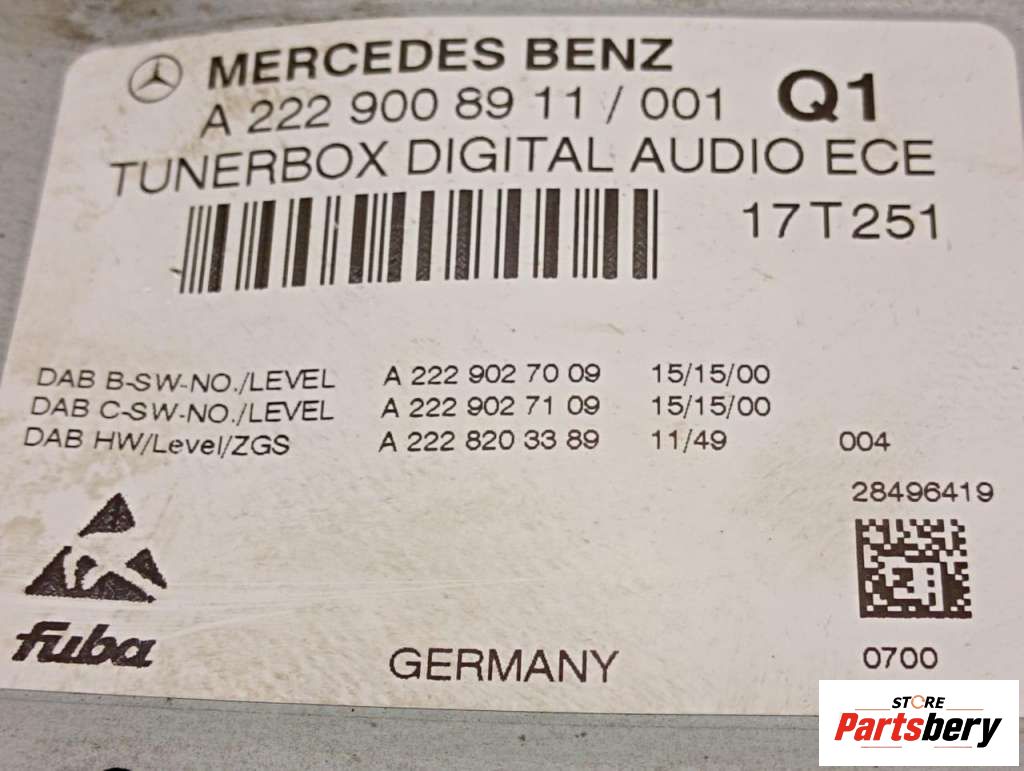 MERCEDES BENZ
A 222 900 89 11 / 001 Q1
TUNERBOX DIGITAL AUDIO ECE
17T251
DAB B-SW-NO./LEVEL A 222 902 70 09 15/15/00
DAB C-SW-NO./LEVEL A 222 902 71 09 15/15/00
DAB HW/Level/ZGS A 222 820 33 89 11/49 004
28496419
fuba
GERMANY
0700
STORE
Partsbery